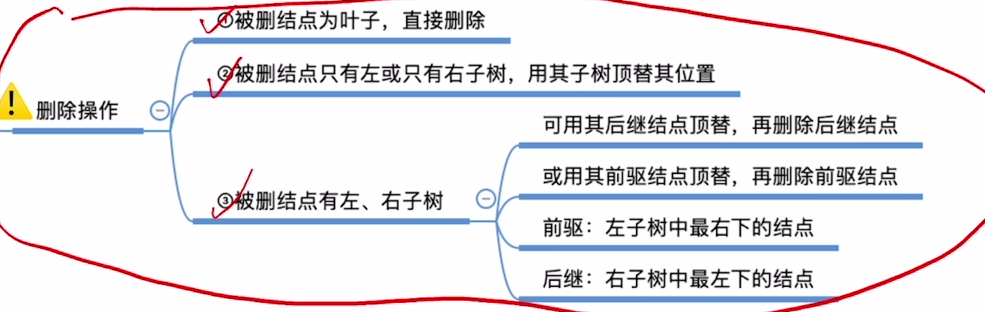 ①被删结点为叶子，直接删除
②被删结点只有左或只有右子树，用其子树顶替其位置
删除操作
③被删结点有左、右子树
可用其后继结点顶替，再删除后继结点
或用其前驱结点顶替，再删除前驱结点
前驱：左子树中最右下的结点
后继：右子树中最左下的结点